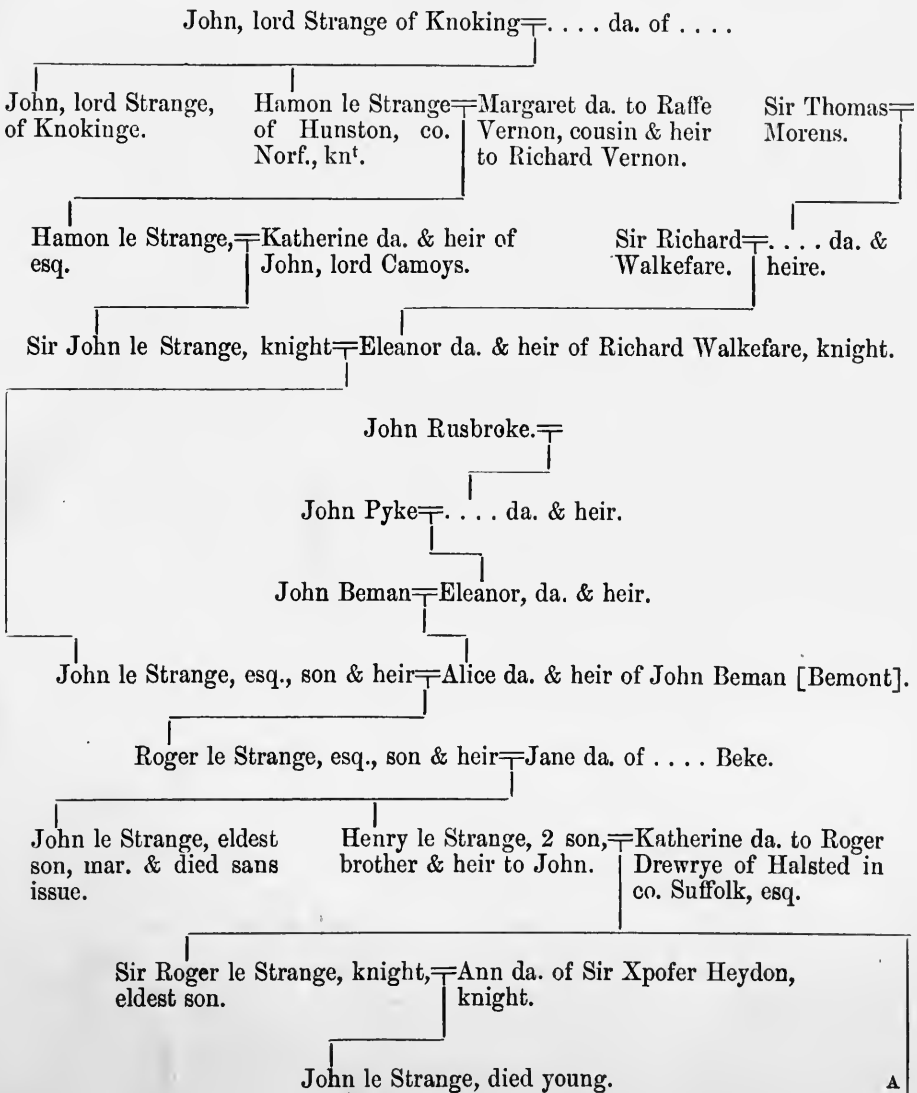 John, lord Strange of Knoking . . . . da. of . . . .
John, lord Strange,
of Knokinge.
Hamon le Strange
of Hunston, co.
Norf., knt.
Margaret da. to Raffe
Vernon, cousin & heir
to Richard Vernon.
Sir Thomas
Morens.
Hamon le Strange,
esq.
Katherine da. & heir of
John, lord Camoys.
Sir Richard
Walkefare.
. . . . da. &
heire.
Sir John le Strange, knight Eleanor da. & heir of Richard Walkefare, knight.
John Rusbroke.
John Pyke . . . . da. & heir.
John Beman Eleanor, da. & heir.
John le Strange, esq., son & heir Alice da. & heir of John Beman [Bemont].
Roger le Strange, esq., son & heir Jane da. of . . . . Beke.
John le Strange, eldest
son, mar. & died sans
issue.
Henry le Strange, 2 son,
brother & heir to John.
Katherine da. to Roger
Drewrye of Halsted in
co. Suffolk, esq.
Sir Roger le Strange, knight,
eldest son.
Ann da. of Sir Xpofer Heydon,
knight.
John le Strange, died young.
A